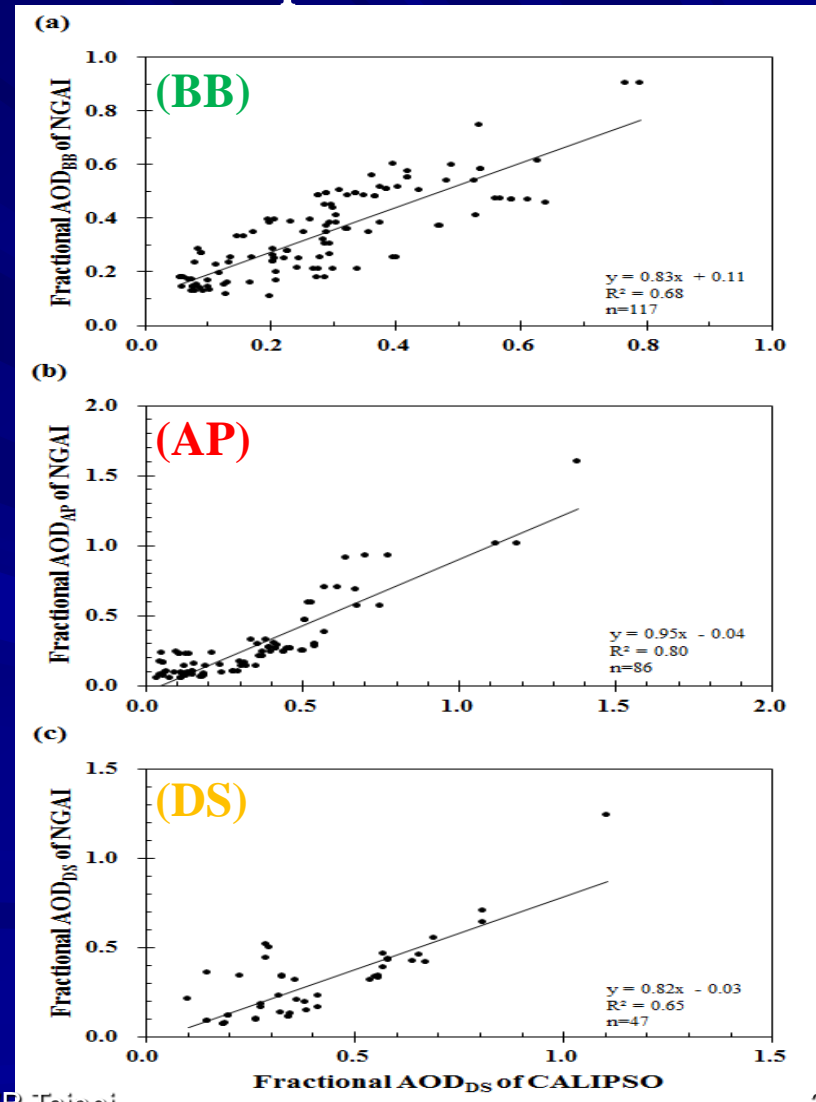 (a)
(BB)
Fractional AOD_BB of NGAI
1.0
0.8
0.6
0.4
0.2
0.0
y = 0.83x + 0.11
R² = 0.68
n=117
0.0 0.2 0.4 0.6 0.8 1.0
(b)
(AP)
Fractional AOD_AP of NGAI
2.0
1.5
1.0
0.5
0.0
y = 0.95x - 0.04
R² = 0.80
n=86
0.0 0.5 1.0 1.5 2.0
(c)
(DS)
Fractional AOD_DS of NGAI
1.5
1.0
0.5
0.0
y = 0.82x - 0.03
R² = 0.65
n=47
0.0 0.5 1.0 1.5
Fractional AOD_DS of CALIPSO